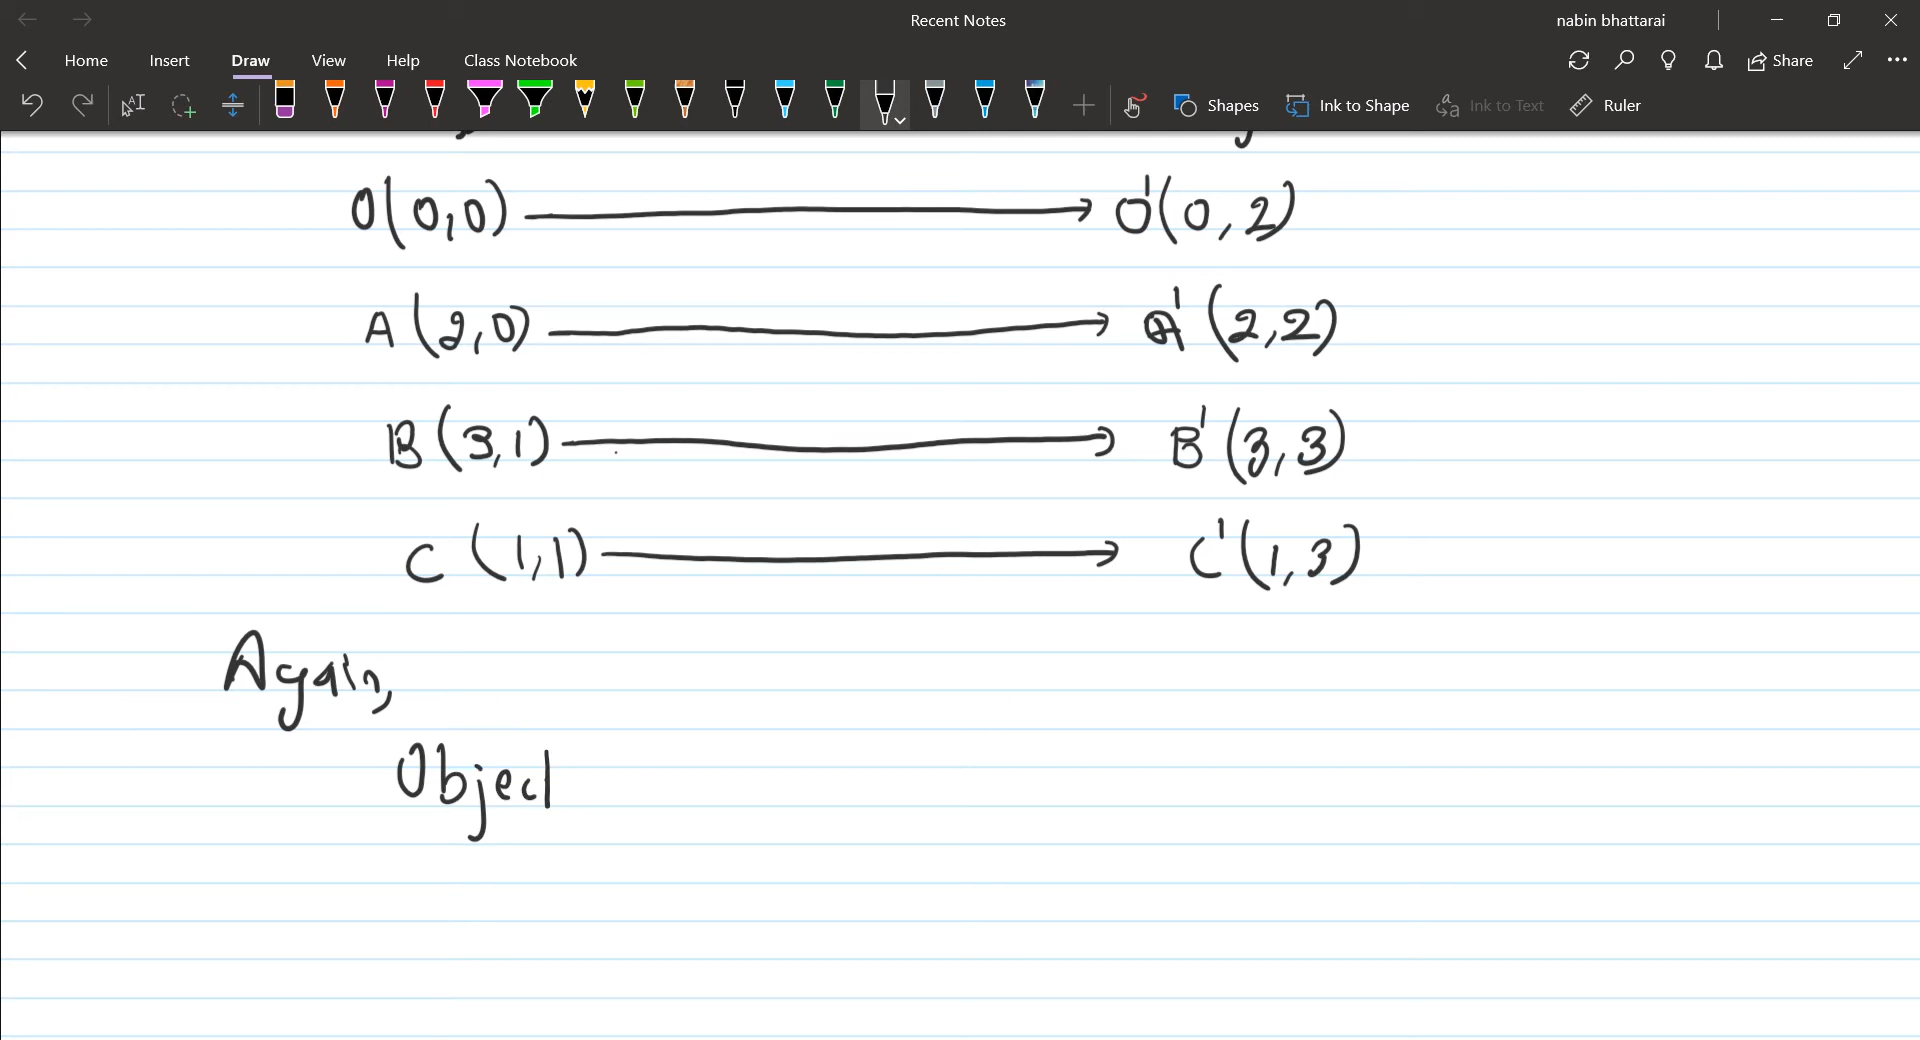 Recent Notes
nabin bhattarai
Home Insert Draw View Help Class Notebook
Share
Shapes Ink to Shape Ink to Text Ruler
O(0,0) → O'(0,2)
A(2,0) → A'(2,2)
B(3,1) → B'(3,3)
C(1,1) → C'(1,3)
Again,
Object